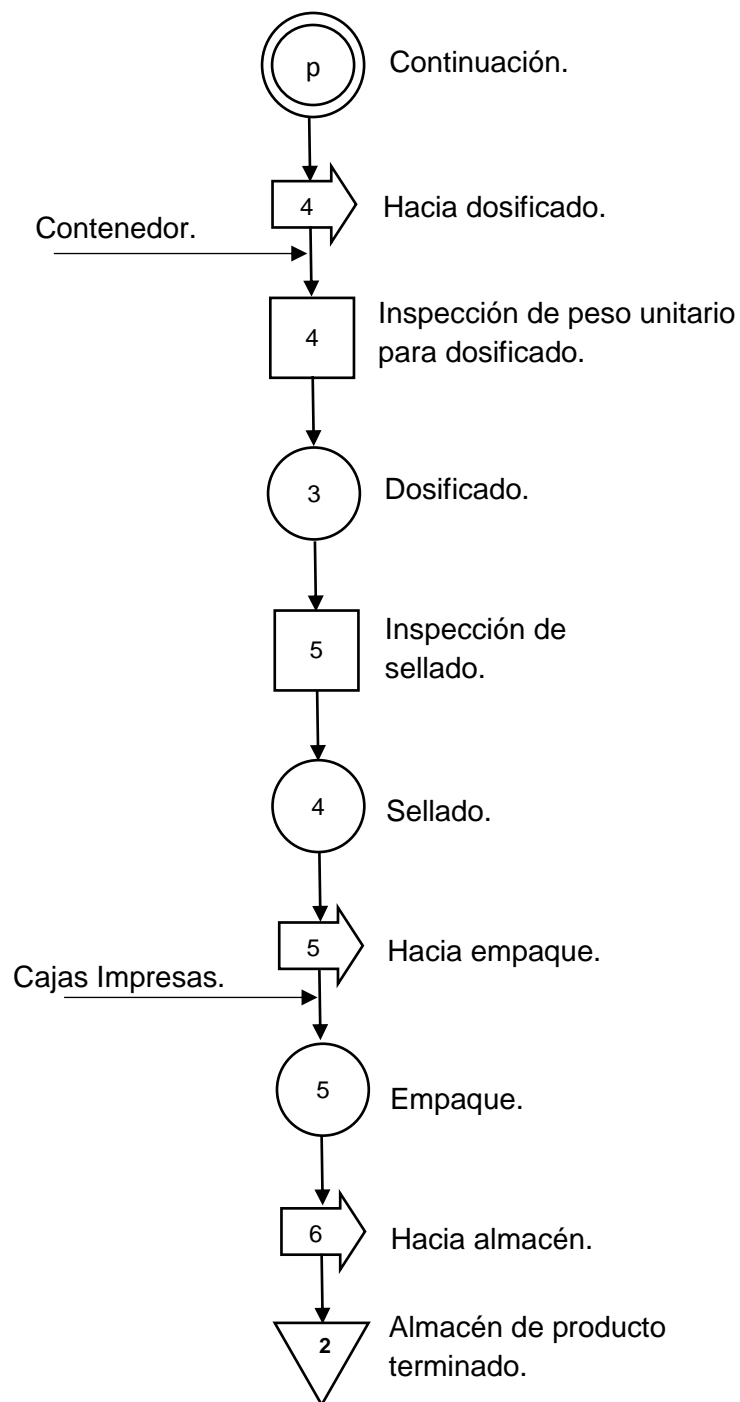 p
Continuación.
4
Hacia dosificado.
Contenedor.
4
Inspección de peso unitario
para dosificado.
3
Dosificado.
5
Inspección de
sellado.
4
Sellado.
5
Hacia empaque.
Cajas Impresas.
5
Empaque.
6
Hacia almacén.
2
Almacén de producto
terminado.